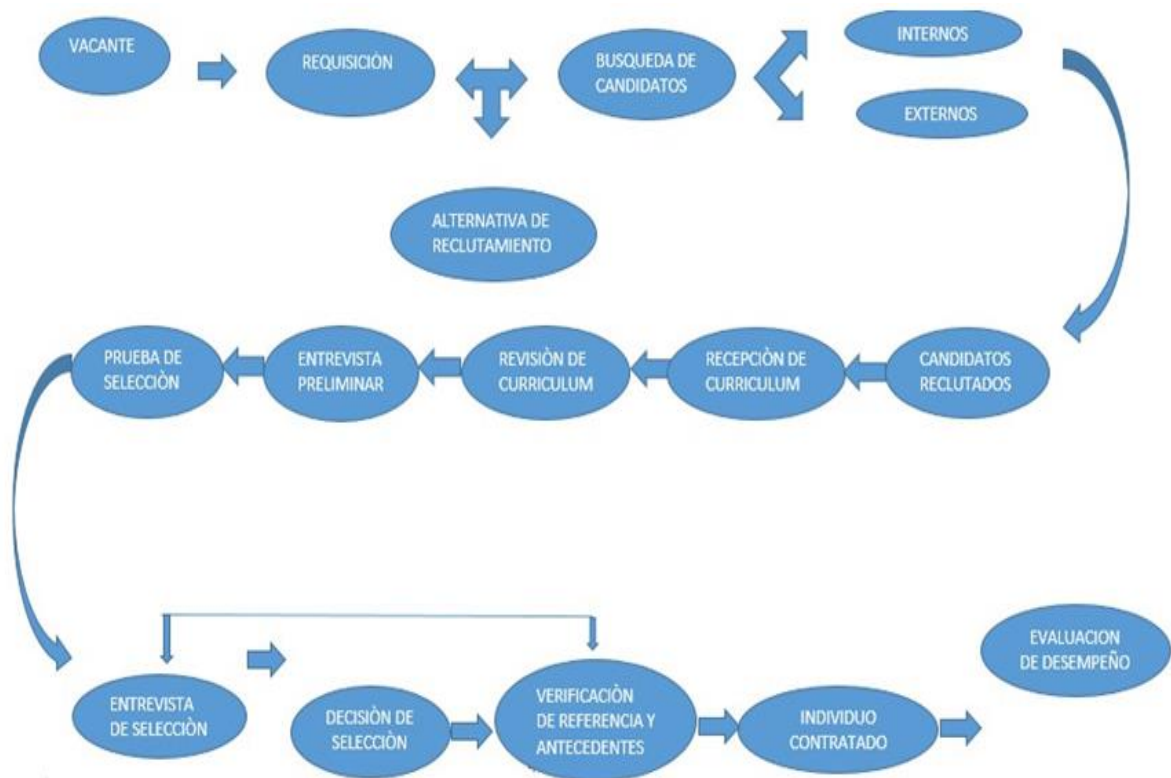 VACANTE
REQUISICIÒN
BUSQUEDA DE
CANDIDATOS
INTERNOS
EXTERNOS
ALTERNATIVA DE
RECLUTAMIENTO
PRUEBA DE
SELECCIÒN
ENTREVISTA
PRELIMINAR
REVISIÒN DE
CURRICULUM
RECEPCIÒN DE
CURRICULUM
CANDIDATOS
RECLUTADOS
ENTREVISTA
DE SELECCIÒN
DECISIÒN DE
SELECCIÒN
VERIFICACIÒN
DE REFERENCIA Y
ANTECEDENTES
INDIVIDUO
CONTRATADO
EVALUACION
DE DESEMPEÑO